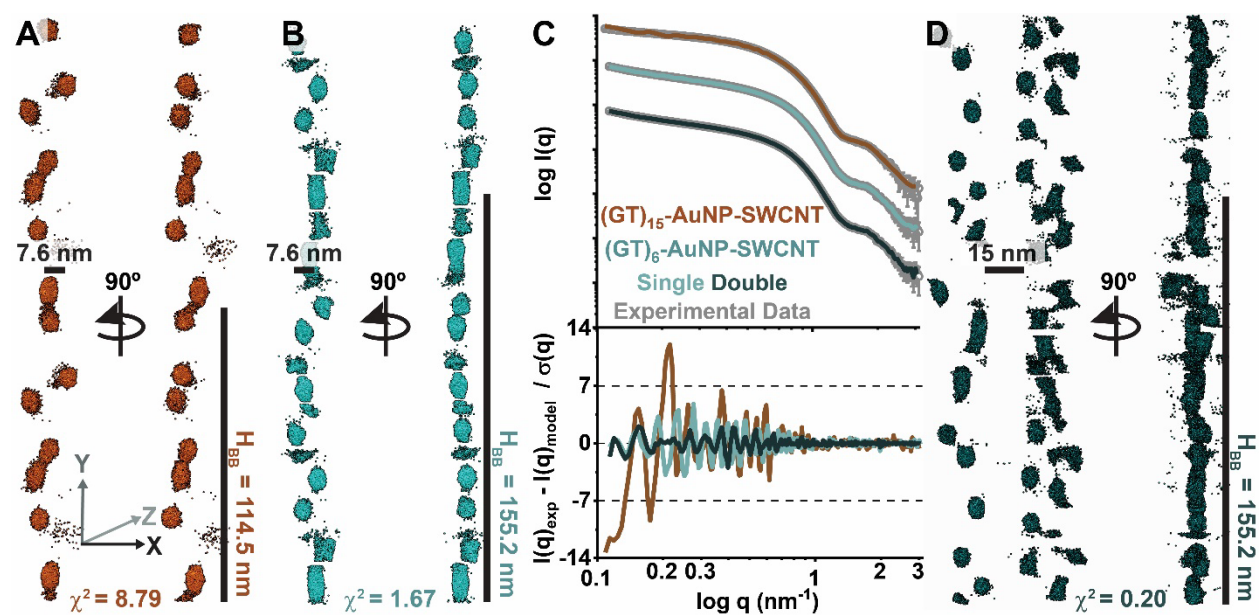 A
7.6 nm
90º
Y
Z
X
H_BB = 114.5 nm
χ² = 8.79
B
7.6 nm
90º
H_BB = 155.2 nm
χ² = 1.67
C
log I(q)
(GT)₁₅-AuNP-SWCNT
(GT)₆-AuNP-SWCNT
Single Double
Experimental Data
I(q)exp - I(q)model / σ(q)
14
7
0
-7
-14
0.1 0.2 0.3 1 2 3
log q (nm⁻¹)
D
15 nm
90º
H_BB = 155.2 nm
χ² = 0.20